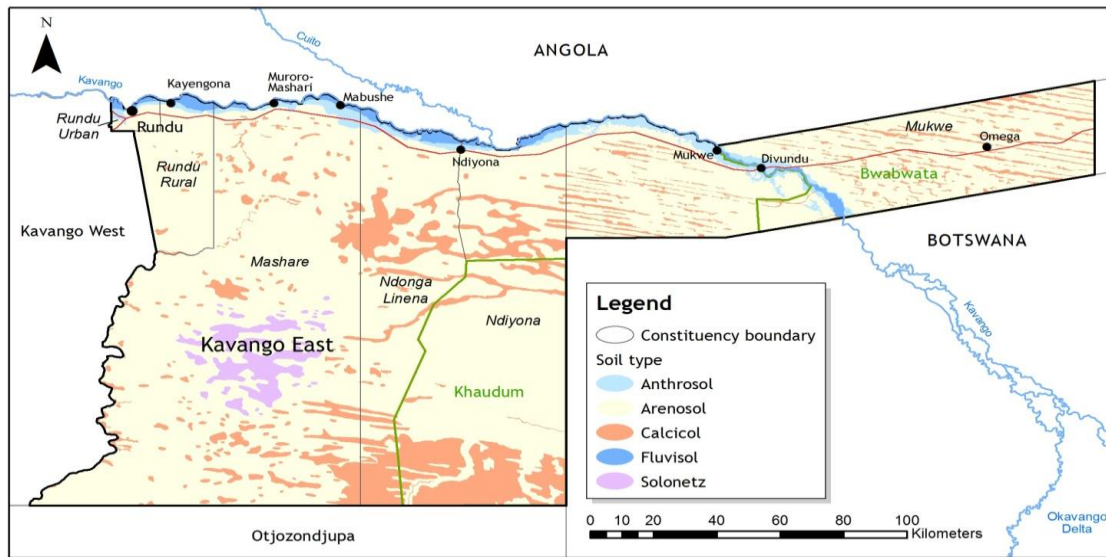 N
Cuito
ANGOLA
Kavango
Kayengona
Muroro-
Mashari
Mabushe
Rundu
Urban
Rundu
Ndiyona
Mukwe
Divundu
Mukwe
Omega
Bwabwata
Rundu
Rural
Kavango West
BOTSWANA
Mashare
Ndonga
Linena
Ndiyona
Kavango East
Khaudum
Kavango
Legend
Constituency boundary
Soil type
Anthrosol
Arenosol
Calcicol
Fluvisol
Solonetz
0 5 10 20 30 40 60 80 100
Kilometers
Okavango
Delta
Otjozondjupa